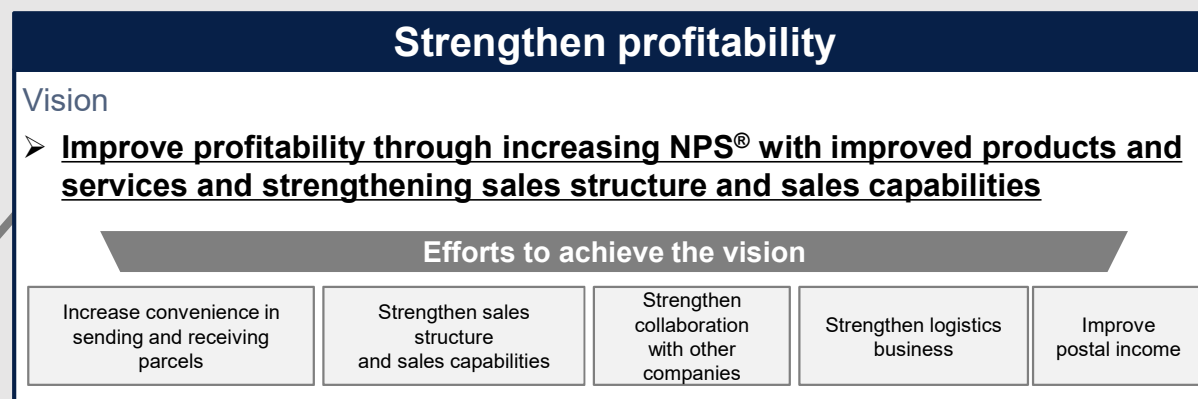 Strengthen profitability
Vision
➢ Improve profitability through increasing NPS® with improved products and
services and strengthening sales structure and sales capabilities
Efforts to achieve the vision
Increase convenience in
sending and receiving
parcels
Strengthen sales
structure
and sales capabilities
Strengthen
collaboration
with other
companies
Strengthen logistics
business
Improve
postal income